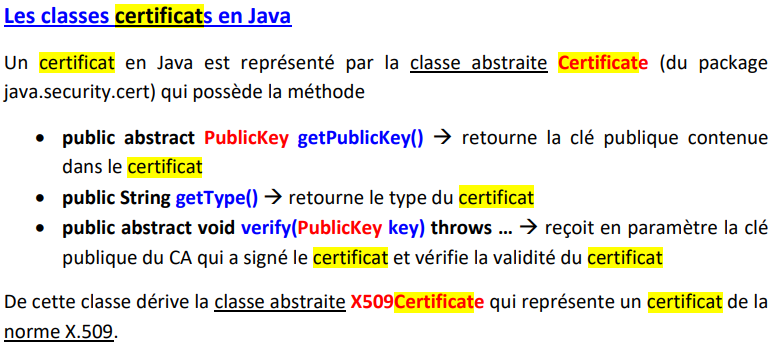 Les classes certificats en Java
Un certificat en Java est représenté par la classe abstraite Certificate (du package
java.security.cert) qui possède la méthode
• public abstract PublicKey getPublicKey() → retourne la clé publique contenue
dans le certificat
• public String getType() → retourne le type du certificat
• public abstract void verify(PublicKey key) throws ... → reçoit en paramètre la clé
publique du CA qui a signé le certificat et vérifie la validité du certificat
De cette classe dérive la classe abstraite X509Certificate qui représente un certificat de la
norme X.509.